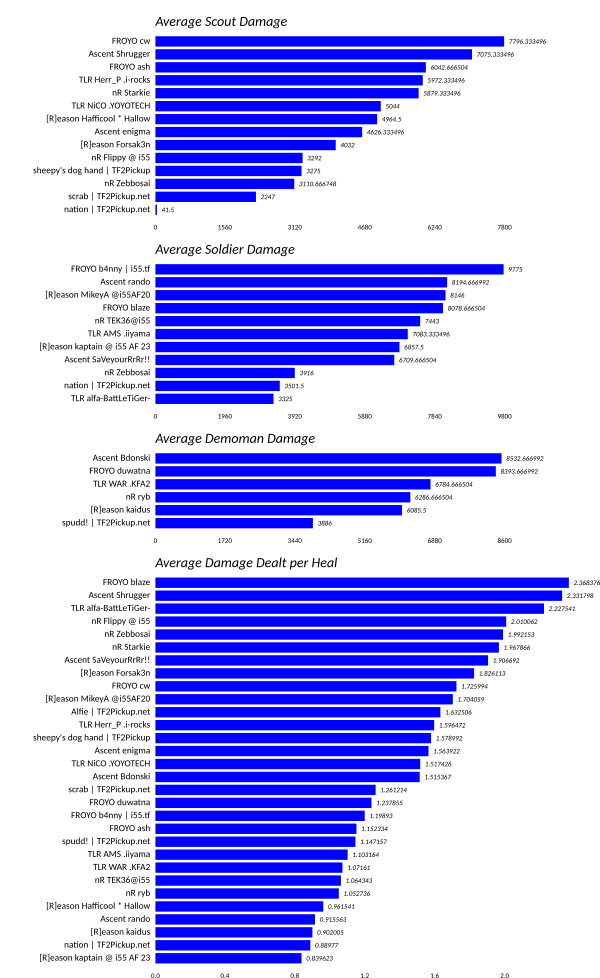 Average Scout Damage
FROYO cw 7796.333496
Ascent Shrugger 7075.333496
FROYO ash 6042.666504
TLR Herr_P .i-rocks 5972.333496
nR Starkie 5879.333496
TLR NiCO .YOYOTECH 5044
[R]eason Hafficool * Hallow 4964.5
Ascent enigma 4626.333496
[R]eason Forsak3n 4032
nR Flippy @ i55 3292
sheepy's dog hand | TF2Pickup 3275
nR Zebbosai 3110.666748
scrab | TF2Pickup.net 2247
nation | TF2Pickup.net 41.5
0 1560 3120 4680 6240 7800
Average Soldier Damage
FROYO b4nny | i55.tf 9775
Ascent rando 8194.666992
[R]eason MikeyA @i55AF20 8146
FROYO blaze 8078.666504
nR TEK36@i55 7443
TLR AMS .iiyama 7083.333496
[R]eason kaptain @ i55 AF 23 6857.5
Ascent SaVeyourRrRr!! 6709.666504
nR Zebbosai 3916
nation | TF2Pickup.net 3501.5
TLR alfa-BattLeTiGer- 3325
0 1960 3920 5880 7840 9800
Average Demoman Damage
Ascent Bdonski 8532.666992
FROYO duwatna 8393.666992
TLR WAR .KFA2 6784.666504
nR ryb 6286.666504
[R]eason kaidus 6085.5
spudd! | TF2Pickup.net 3886
0 1720 3440 5160 6880 8600
Average Damage Dealt per Heal
FROYO blaze 2.368376
Ascent Shrugger 2.331798
TLR alfa-BattLeTiGer- 2.227541
nR Flippy @ i55 2.010062
nR Zebbosai 1.992153
nR Starkie 1.967866
Ascent SaVeyourRrRr!! 1.906692
[R]eason Forsak3n 1.826113
FROYO cw 1.725994
[R]eason MikeyA @i55AF20 1.704059
Alfie | TF2Pickup.net 1.632506
TLR Herr_P .i-rocks 1.596472
sheepy's dog hand | TF2Pickup 1.578992
Ascent enigma 1.563922
TLR NiCO .YOYOTECH 1.517426
Ascent Bdonski 1.515367
scrab | TF2Pickup.net 1.261214
FROYO duwatna 1.237855
FROYO b4nny | i55.tf 1.19893
FROYO ash 1.152334
spudd! | TF2Pickup.net 1.147157
TLR AMS .iiyama 1.103164
TLR WAR .KFA2 1.07161
nR TEK36@i55 1.064343
nR ryb 1.052736
[R]eason Hafficool * Hallow 0.961541
Ascent rando 0.915563
[R]eason kaidus 0.902005
nation | TF2Pickup.net 0.88977
[R]eason kaptain @ i55 AF 23 0.839623
0.0 0.4 0.8 1.2 1.6 2.0